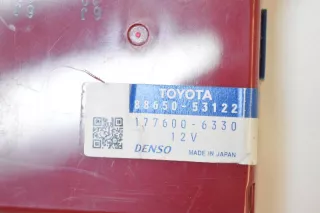 TOYOTA
88650-53122
177600-6330
12V
DENSO MADE IN JAPAN